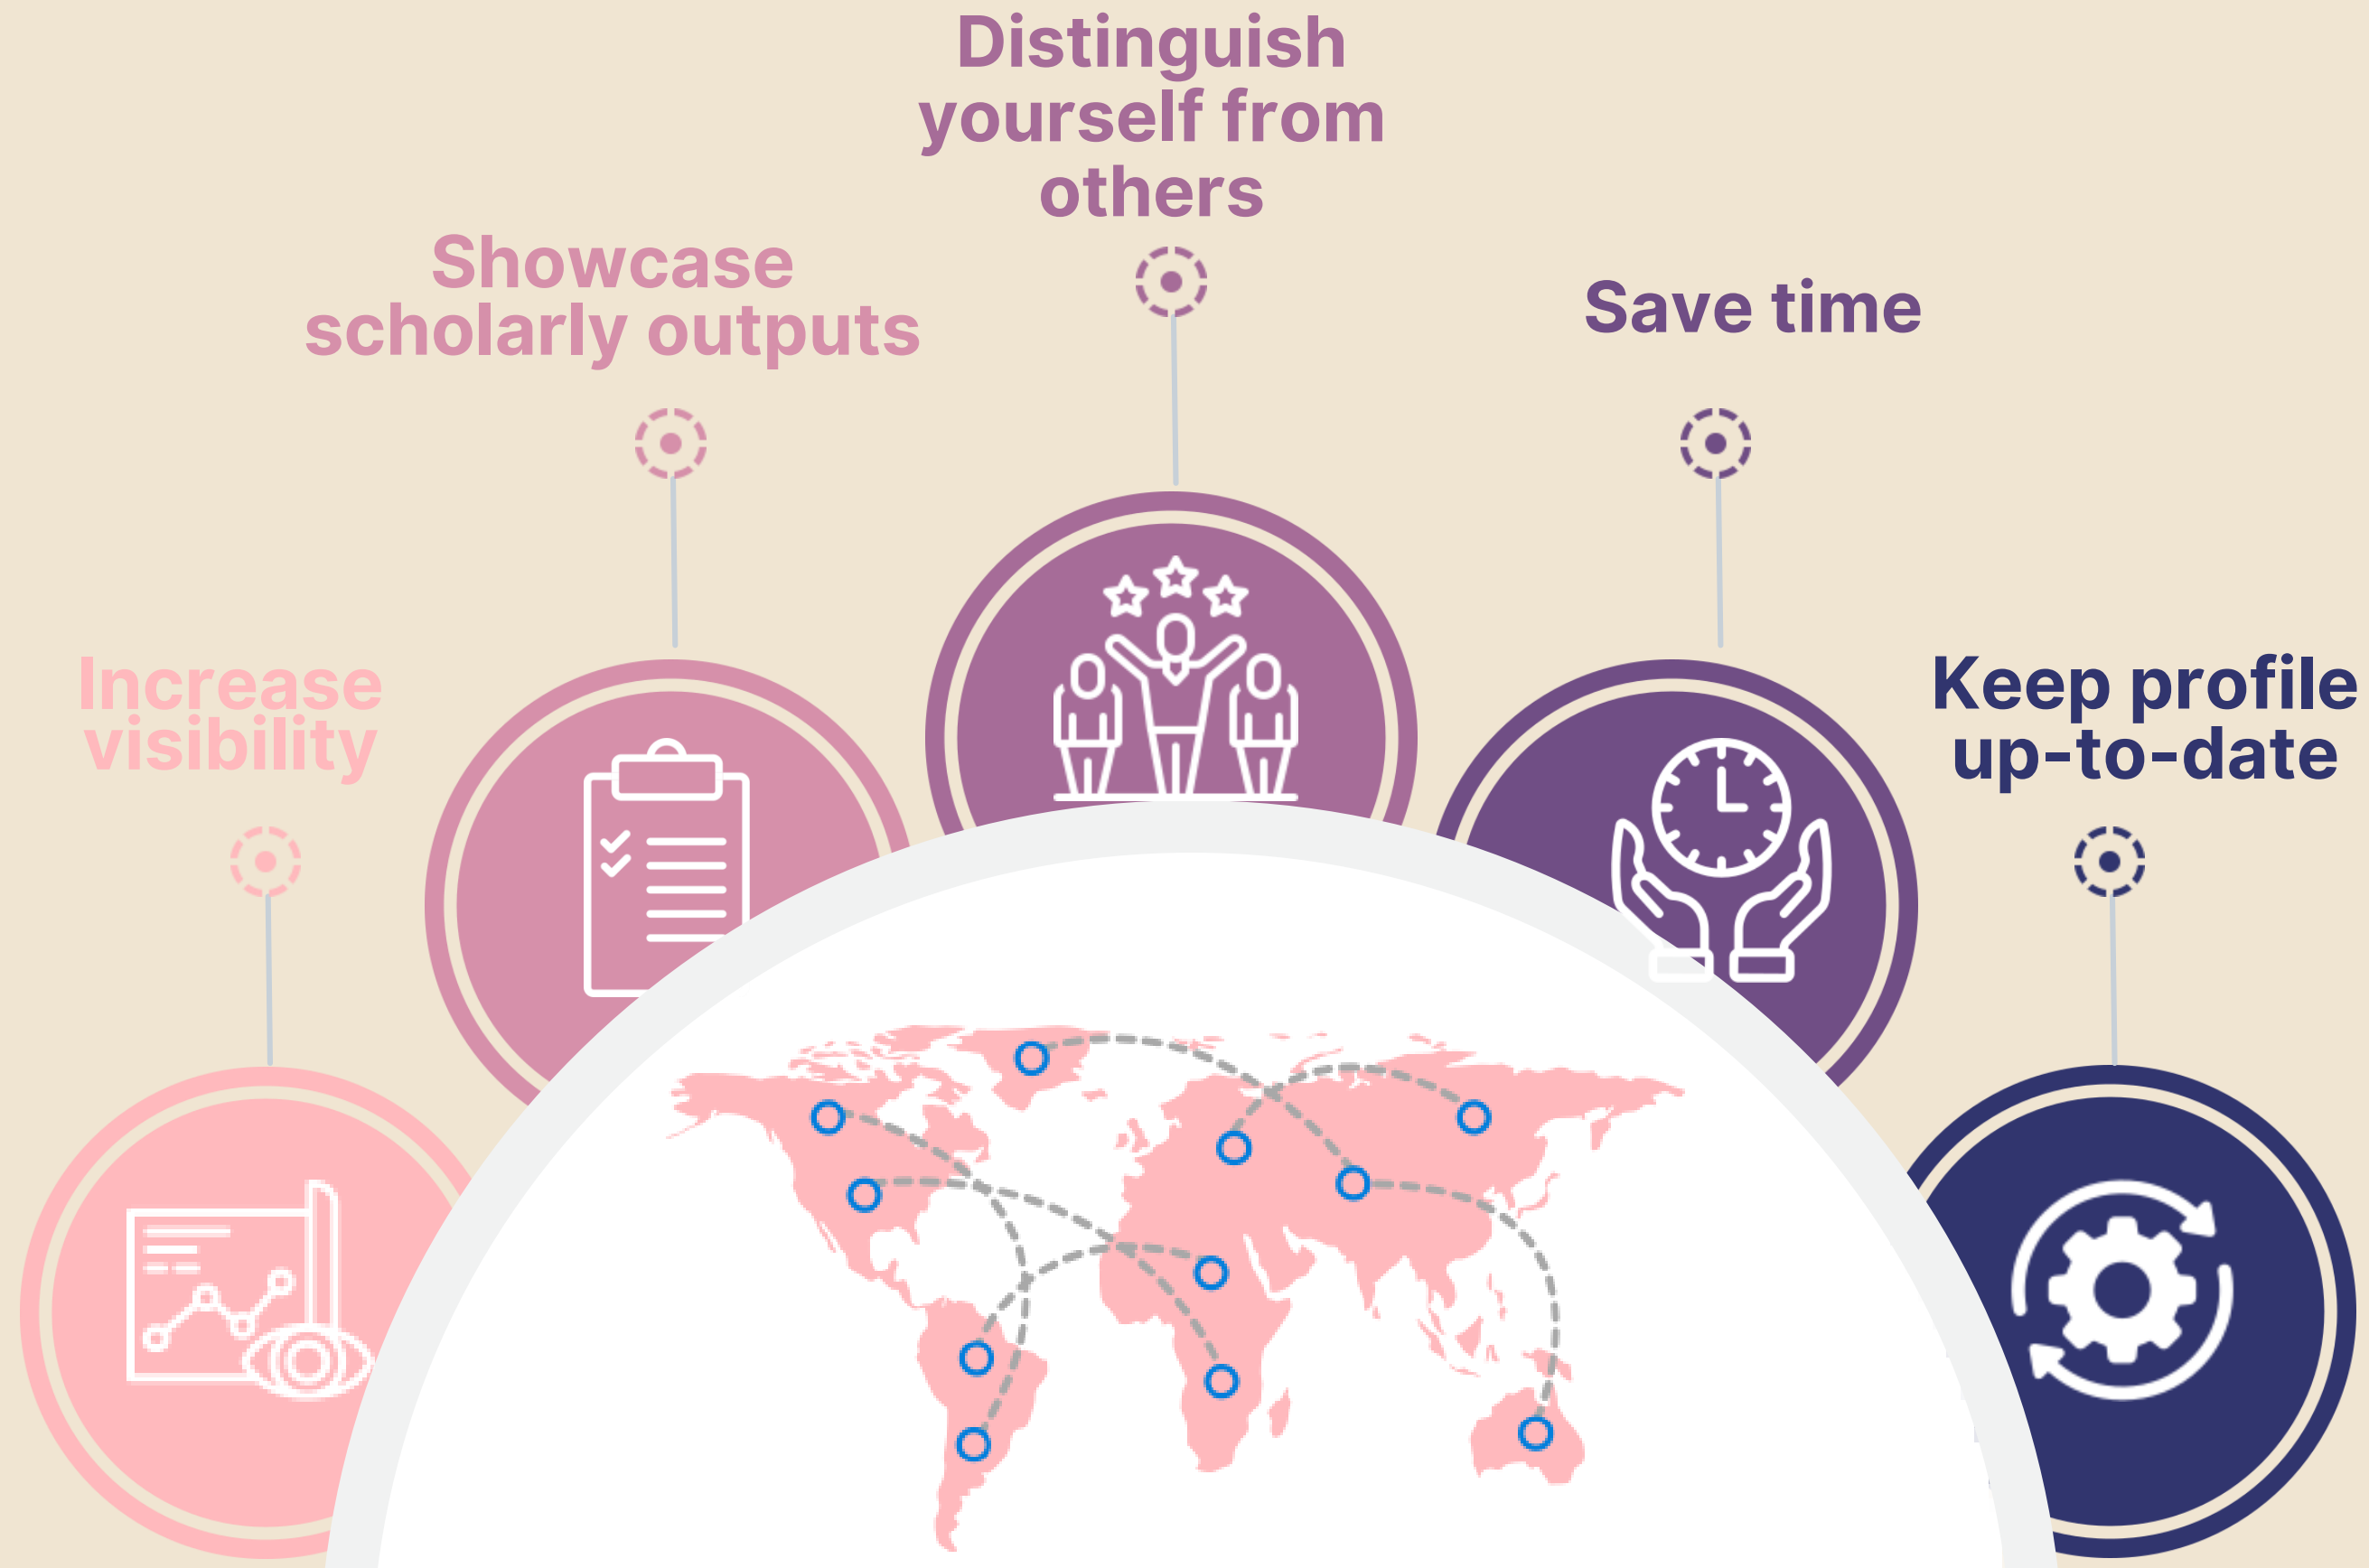 Distinguish
yourself from
others
Showcase
scholarly outputs
Save time
Increase
visibility
Keep profile
up-to-date